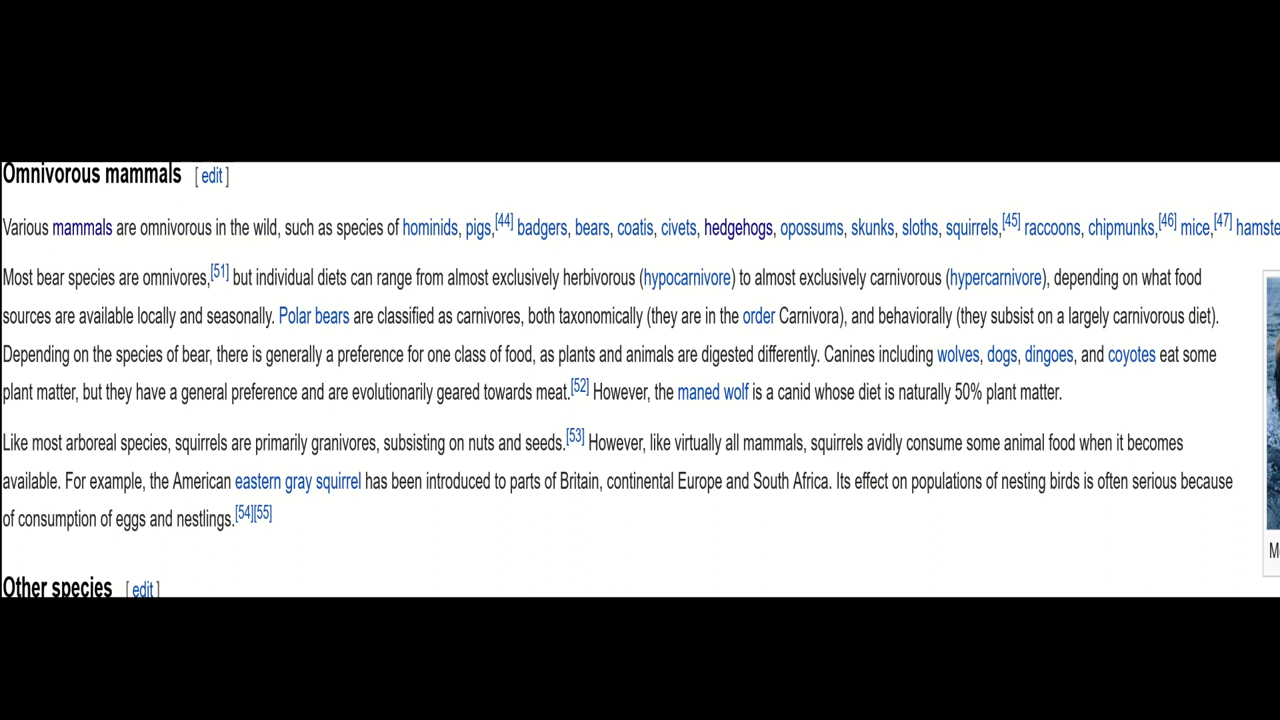 Omnivorous mammals [ edit ]
Various mammals are omnivorous in the wild, such as species of hominids, pigs,[44] badgers, bears, coatis, civets, hedgehogs, opossums, skunks, sloths, squirrels,[45] raccoons, chipmunks,[46] mice,[47]
Most bear species are omnivores,[51] but individual diets can range from almost exclusively herbivorous (hypocarnivore) to almost exclusively carnivorous (hypercarnivore), depending on what food
sources are available locally and seasonally. Polar bears are classified as carnivores, both taxonomically (they are in the order Carnivora), and behaviorally (they subsist on a largely carnivorous diet).
Depending on the species of bear, there is generally a preference for one class of food, as plants and animals are digested differently. Canines including wolves, dogs, dingoes, and coyotes eat some
plant matter, but they have a general preference and are evolutionarily geared towards meat.[52] However, the maned wolf is a canid whose diet is naturally 50% plant matter.
Like most arboreal species, squirrels are primarily granivores, subsisting on nuts and seeds.[53] However, like virtually all mammals, squirrels avidly consume some animal food when it becomes
available. For example, the American eastern gray squirrel has been introduced to parts of Britain, continental Europe and South Africa. Its effect on populations of nesting birds is often serious because
of consumption of eggs and nestlings.[54][55]
Other species [ edit ]